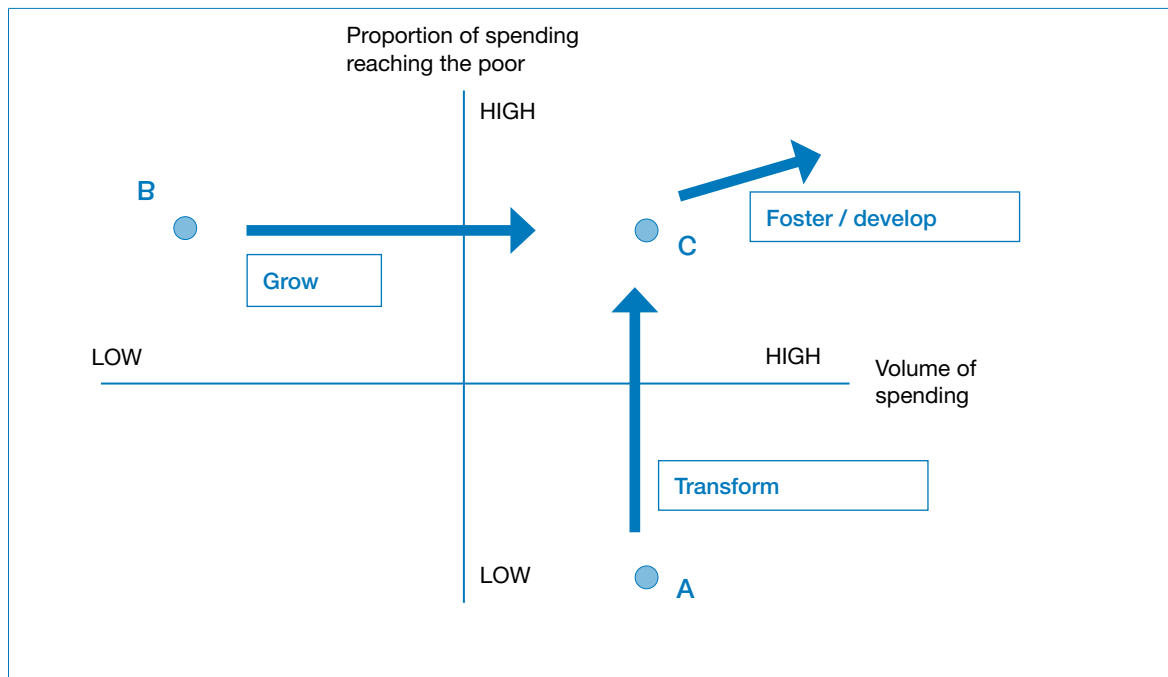 Proportion of spending
reaching the poor
HIGH
B
Foster / develop
C
Grow
LOW
HIGH
Volume of
spending
Transform
LOW
A